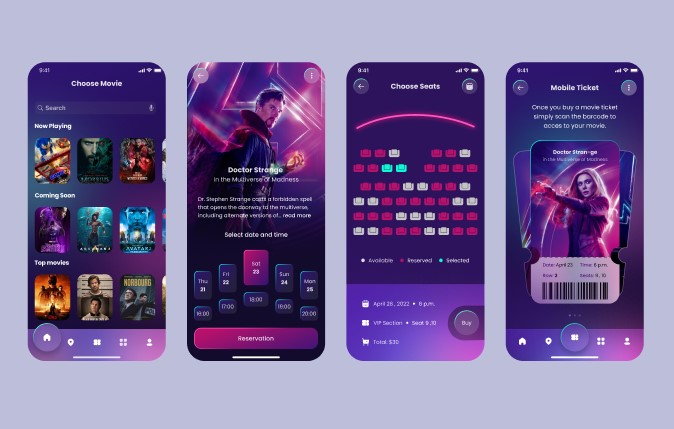 9:41
Choose Movie
Search
Now Playing
Coming Soon
Top movies
Doctor Strange
in the Multiverse of Madness
Dr. Stephen Strange casts a forbidden spell
that opens the doorway to the multiverse,
including alternate versions of... read more
Select date and time
Thu
21
Fri
22
Sat
23
Sun
24
Mon
25
16:00
17:00
18:00
19:00
20:00
Reservation
9:41
Choose Seats
Available
Reserved
Selected
April 28, 2022 • 6 p.m.
VIP Section • Seat 9 ,10
Total: $30
Buy
9:41
Mobile Ticket
Once you buy a movie ticket
simply scan the barcode to
acces to your movie.
Doctor Strange
in the Multiverse of Madness
Date: April 23
Time: 6 p.m.
Row: 2
Seats: 9, 10